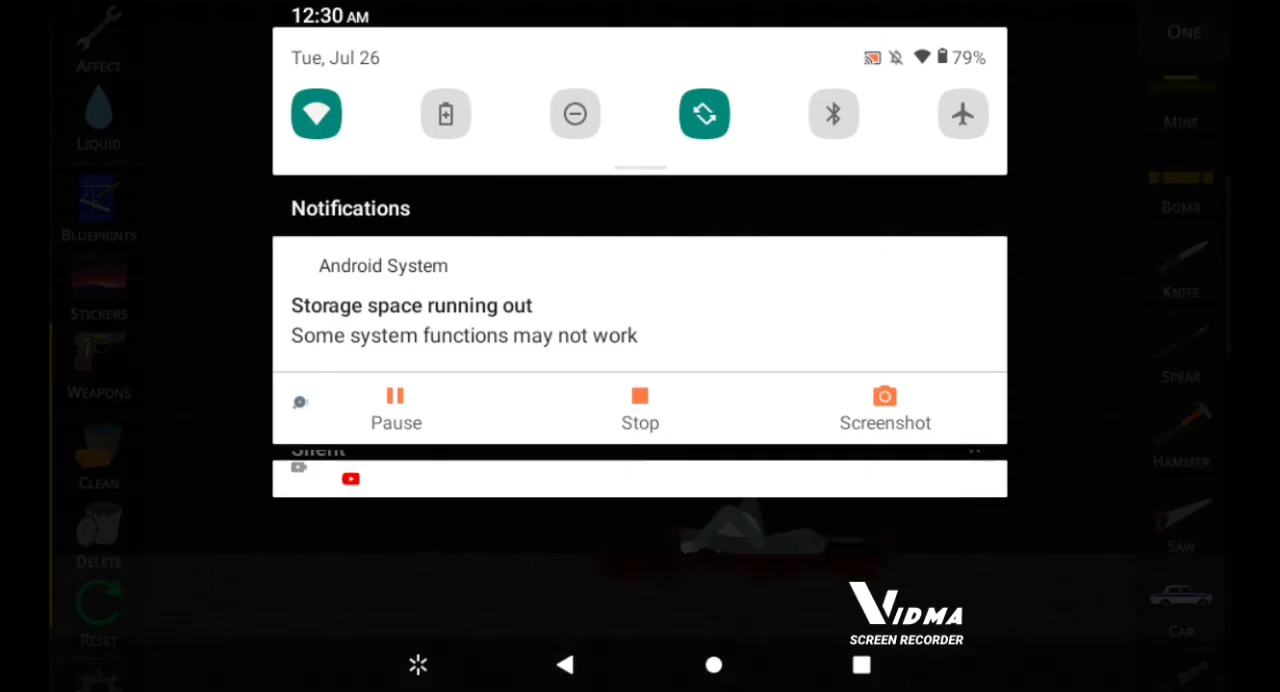 12:30 AM
Tue, Jul 26
79%
Notifications
Android System
Storage space running out
Some system functions may not work
Pause
Stop
Screenshot
Silent
AFFECT
LIQUID
BLUEPRINTS
STICKERS
WEAPONS
CLEAN
DELETE
RESET
ONE
MINE
BOMB
KNIFE
SPEAR
HAMMER
SAW
CAR
VIDMA
SCREEN RECORDER